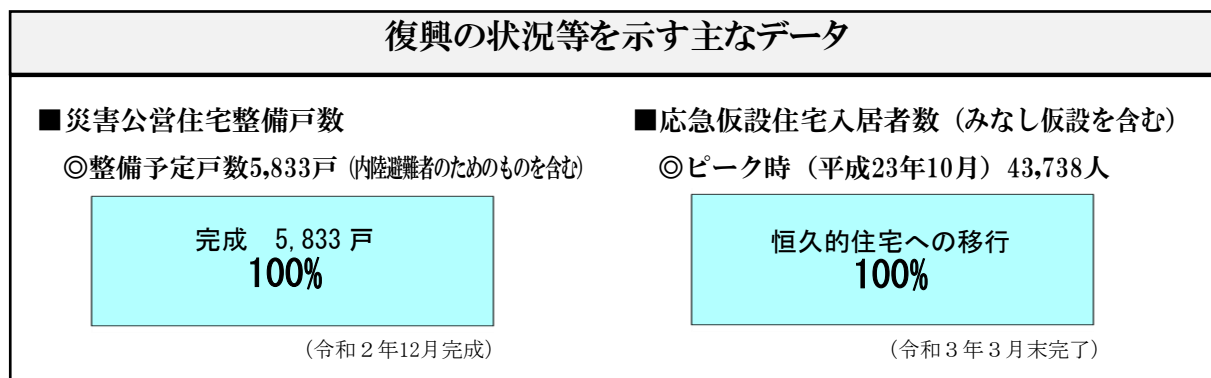 復興の状況等を示す主なデータ
■災害公営住宅整備戸数
◎整備予定戸数5,833戸（内陸避難者のためのものを含む）
完成　5,833 戸
100%
（令和２年12月完成）
■応急仮設住宅入居者数（みなし仮設を含む）
◎ピーク時（平成23年10月）43,738人
恒久的住宅への移行
100%
（令和３年３月末完了）